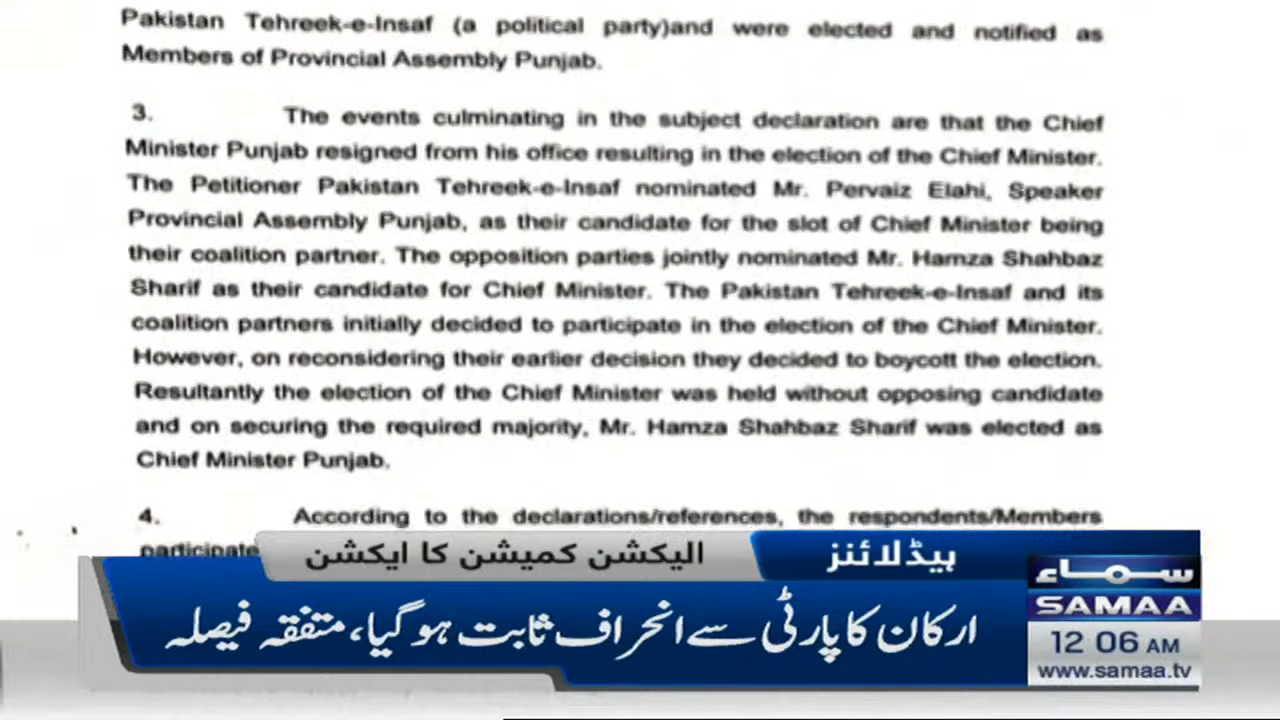 Pakistan Tehreek-e-Insaf (a political party)and were elected and notified as
Members of Provincial Assembly Punjab.
3. The events culminating in the subject declaration are that the Chief
Minister Punjab resigned from his office resulting in the election of the Chief Minister.
The Petitioner Pakistan Tehreek-e-Insaf nominated Mr. Pervaiz Elahi, Speaker
Provincial Assembly Punjab, as their candidate for the slot of Chief Minister being
their coalition partner. The opposition parties jointly nominated Mr. Hamza Shahbaz
Sharif as their candidate for Chief Minister. The Pakistan Tehreek-e-Insaf and its
coalition partners initially decided to participate in the election of the Chief Minister.
However, on reconsidering their earlier decision they decided to boycott the election.
Resultantly the election of the Chief Minister was held without opposing candidate
and on securing the required majority, Mr. Hamza Shahbaz Sharif was elected as
Chief Minister Punjab.
4. According to the declarations/references, the respondents/Members
participate
ہیڈلائنز
الیکشن کمیشن کا ایکشن
ارکان کا پارٹی سے انحراف ثابت ہوگیا، متفقہ فیصلہ
سماء
SAMAA
12 06 AM
www.samaa.tv